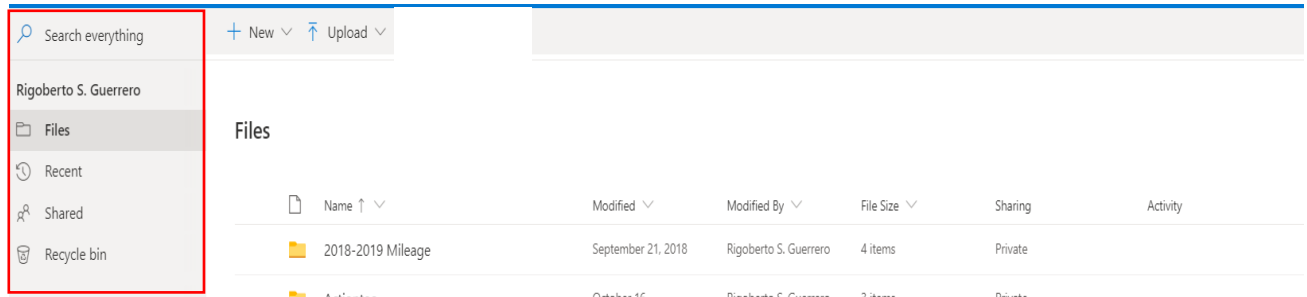 Search everything
New
Upload
Rigoberto S. Guerrero
Files
Recent
Shared
Recycle bin
Files
Name Modified Modified By File Size Sharing Activity
2018-2019 Mileage September 21, 2018 Rigoberto S. Guerrero 4 items Private